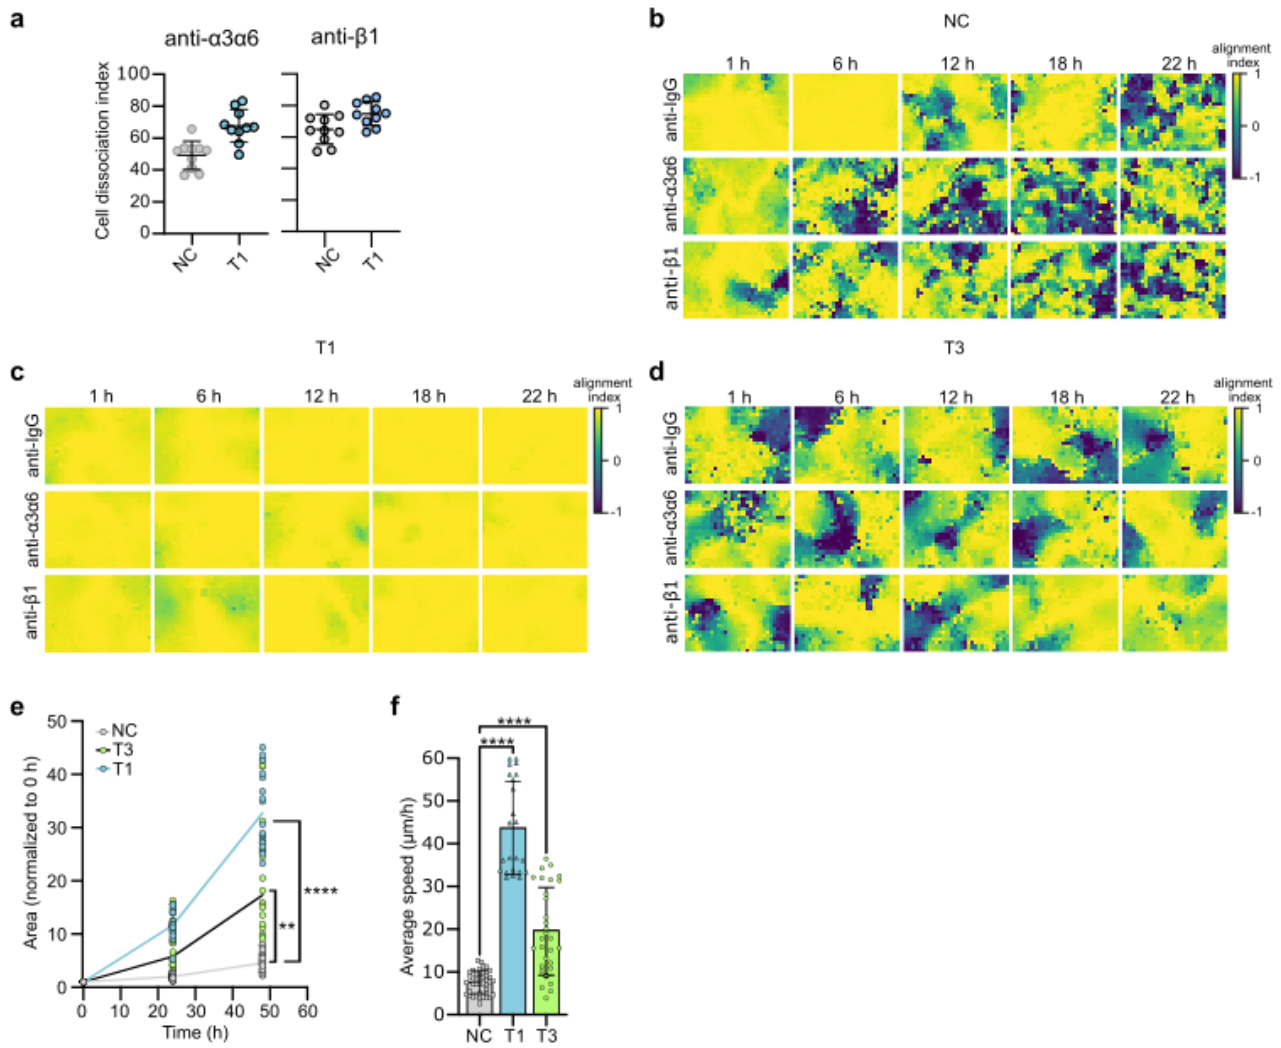 a
anti-α3α6
anti-β1
Cell dissociation index
100
80
60
40
20
0
NC
T1
NC
T1
b
NC
1 h
6 h
12 h
18 h
22 h
alignment
index
anti-IgG
anti-α3α6
anti-β1
1
0
-1
c
T1
1 h
6 h
12 h
18 h
22 h
alignment
index
anti-IgG
anti-α3α6
anti-β1
1
0
-1
d
T3
1 h
6 h
12 h
18 h
22 h
alignment
index
anti-IgG
anti-α3α6
anti-β1
1
0
-1
e
Area (normalized to 0 h)
50
40
30
20
10
0
NC
T3
T1
****
**
0
10
20
30
40
50
60
Time (h)
f
****
****
Average speed (µm/h)
60
50
40
30
20
10
0
NC
T1
T3